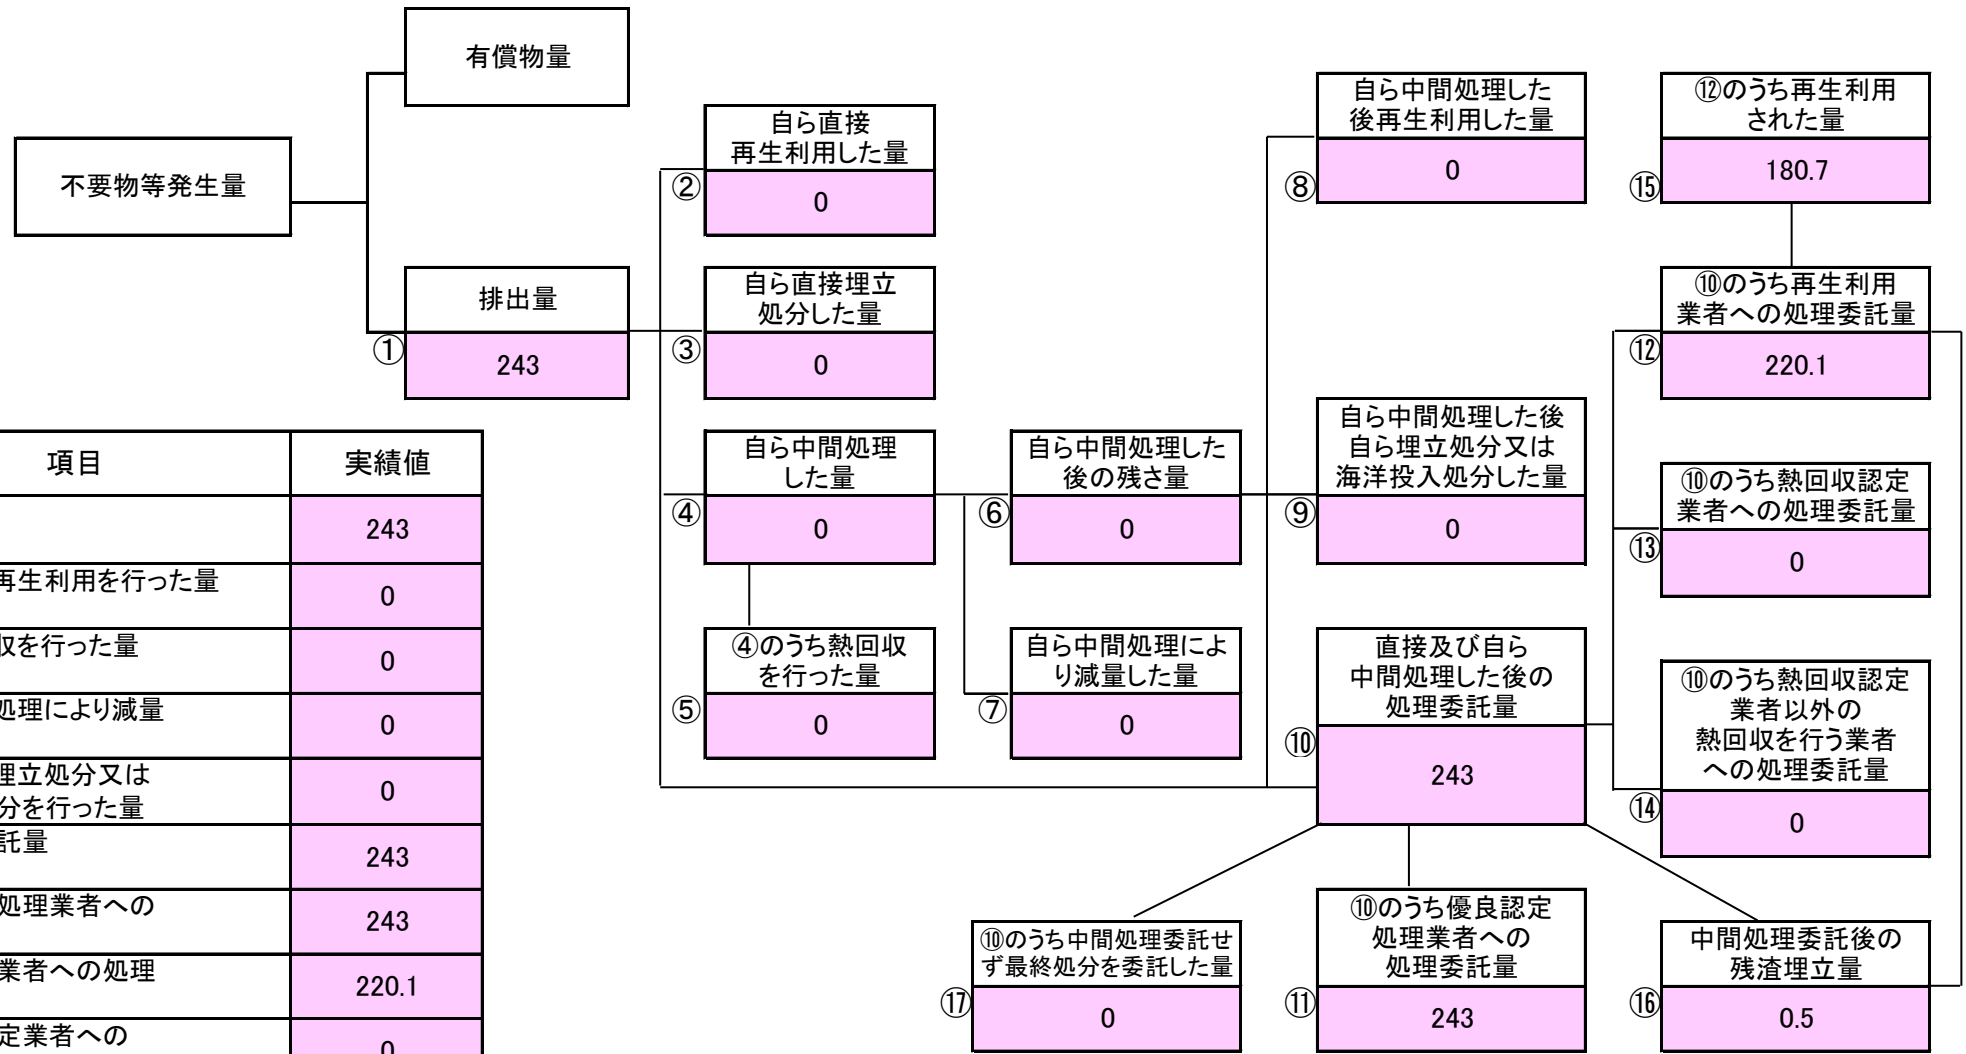 有償物量
不要物等発生量
排出量
①
243
自ら直接
再生利用した量
②
0
自ら直接埋立
処分した量
③
0
自ら中間処理
した量
④
0
④のうち熱回収
を行った量
⑤
0
自ら中間処理した
後の残さ量
⑥
0
自ら中間処理によ
り減量した量
⑦
0
自ら中間処理した
後再生利用した量
⑧
0
自ら中間処理した後
自ら埋立処分又は
海洋投入処分した量
⑨
0
直接及び自ら
中間処理した後の
処理委託量
⑩
243
⑫のうち再生利用
された量
⑮
180.7
⑩のうち再生利用
業者への処理委託量
⑫
220.1
⑩のうち熱回収認定
業者への処理委託量
⑬
0
⑩のうち熱回収認定
業者以外の
熱回収を行う業者
への処理委託量
⑭
0
⑩のうち中間処理委託せ
ず最終処分を委託した量
⑰
0
⑩のうち優良認定
処理業者への
処理委託量
⑪
243
中間処理委託後の
残渣埋立量
⑯
0.5
項目 実績値
243
再生利用を行った量 0
収を行った量 0
処理により減量 0
埋立処分又は
分を行った量 0
託量 243
処理業者への 243
業者への処理 220.1
定業者への 0